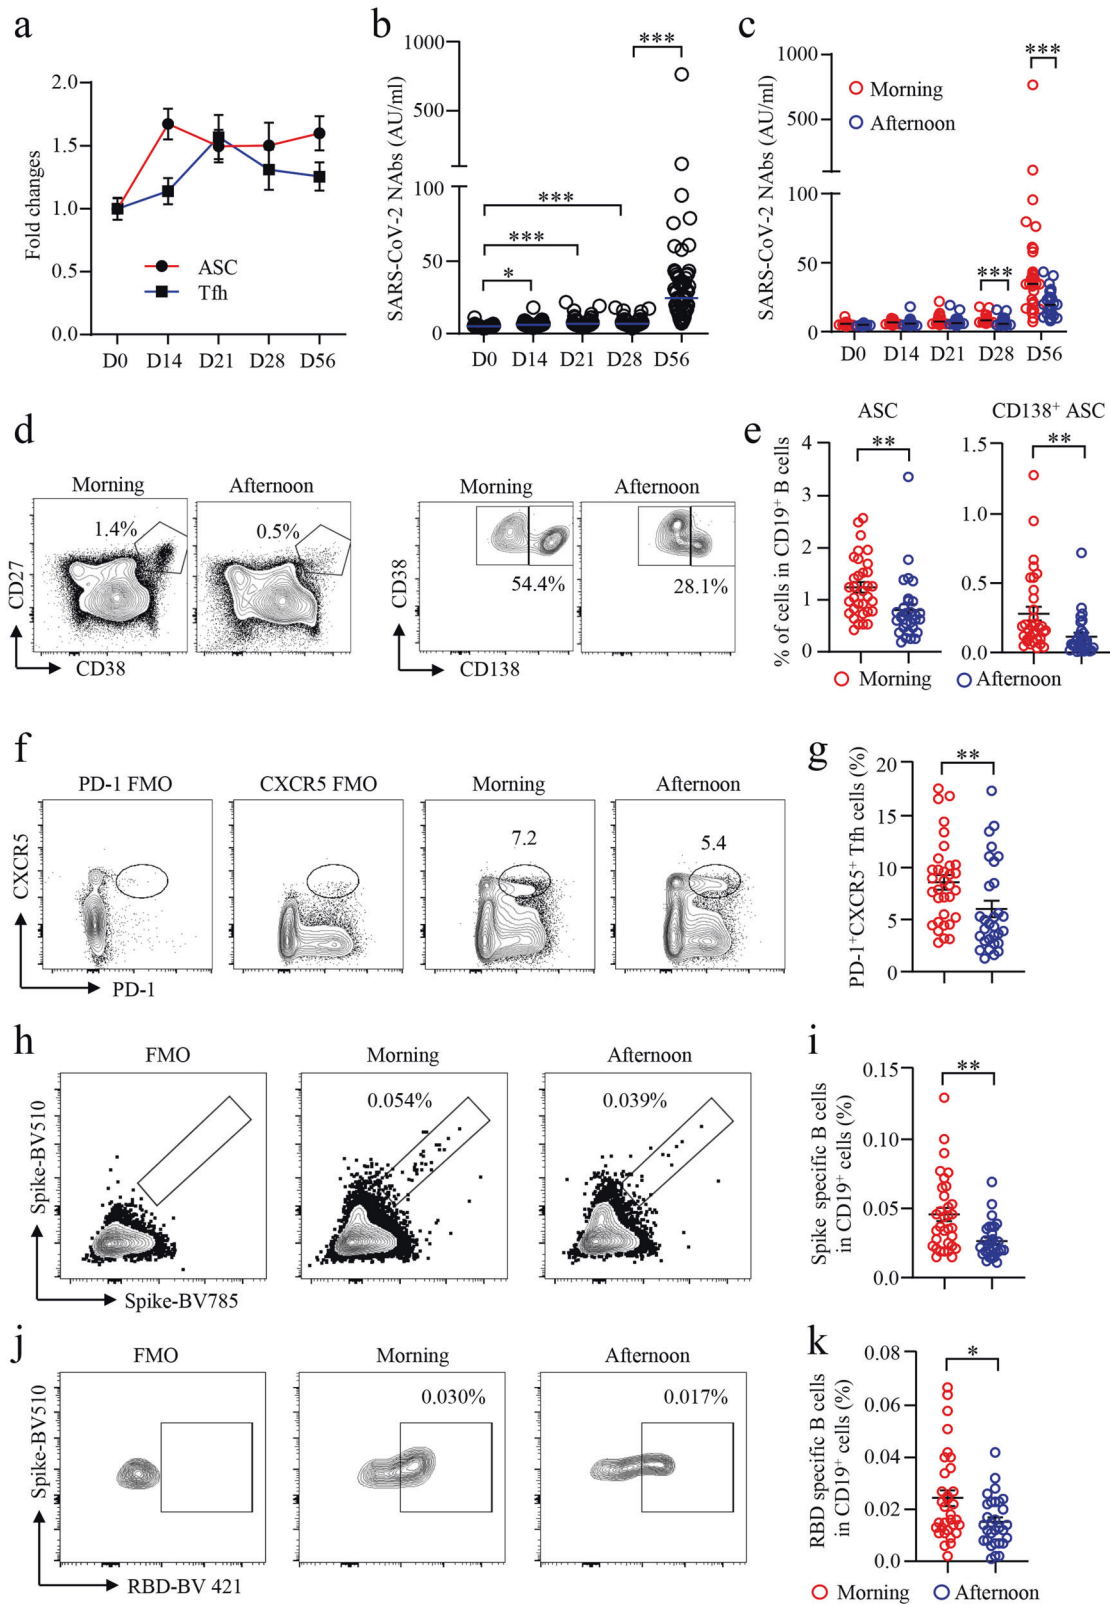 a
2.0
1.5
1.0
0.5
0.0
Fold changes
ASC
Tfh
D0 D14 D21 D28 D56
b
1000
500
100
50
0
SARS-CoV-2 NAbs (AU/ml)
***
***
***
*
D0 D14 D21 D28 D56
c
1000
500
100
50
0
SARS-CoV-2 NAbs (AU/ml)
***
Morning
Afternoon
***
D0 D14 D21 D28 D56
d
Morning Afternoon
1.4% 0.5%
CD27
CD38
Morning Afternoon
54.4% 28.1%
CD38
CD138
e
ASC CD138+ ASC
% of cells in CD19+ B cells
4
3
2
1
0
**
1.5
1.0
0.5
0.0
**
Morning Afternoon
f
PD-1 FMO CXCR5 FMO Morning Afternoon
7.2 5.4
CXCR5
PD-1
g
PD-1+CXCR5+ Tfh cells (%)
20
15
10
5
0
**
h
FMO Morning Afternoon
0.054% 0.039%
Spike-BV510
Spike-BV785
i
Spike specific B cells
in CD19+ cells (%)
0.15
0.10
0.05
0.0
**
j
FMO Morning Afternoon
0.030% 0.017%
Spike-BV510
RBD-BV 421
k
RBD specific B cells
in CD19+ cells (%)
0.08
0.06
0.04
0.02
0.0
*
Morning Afternoon